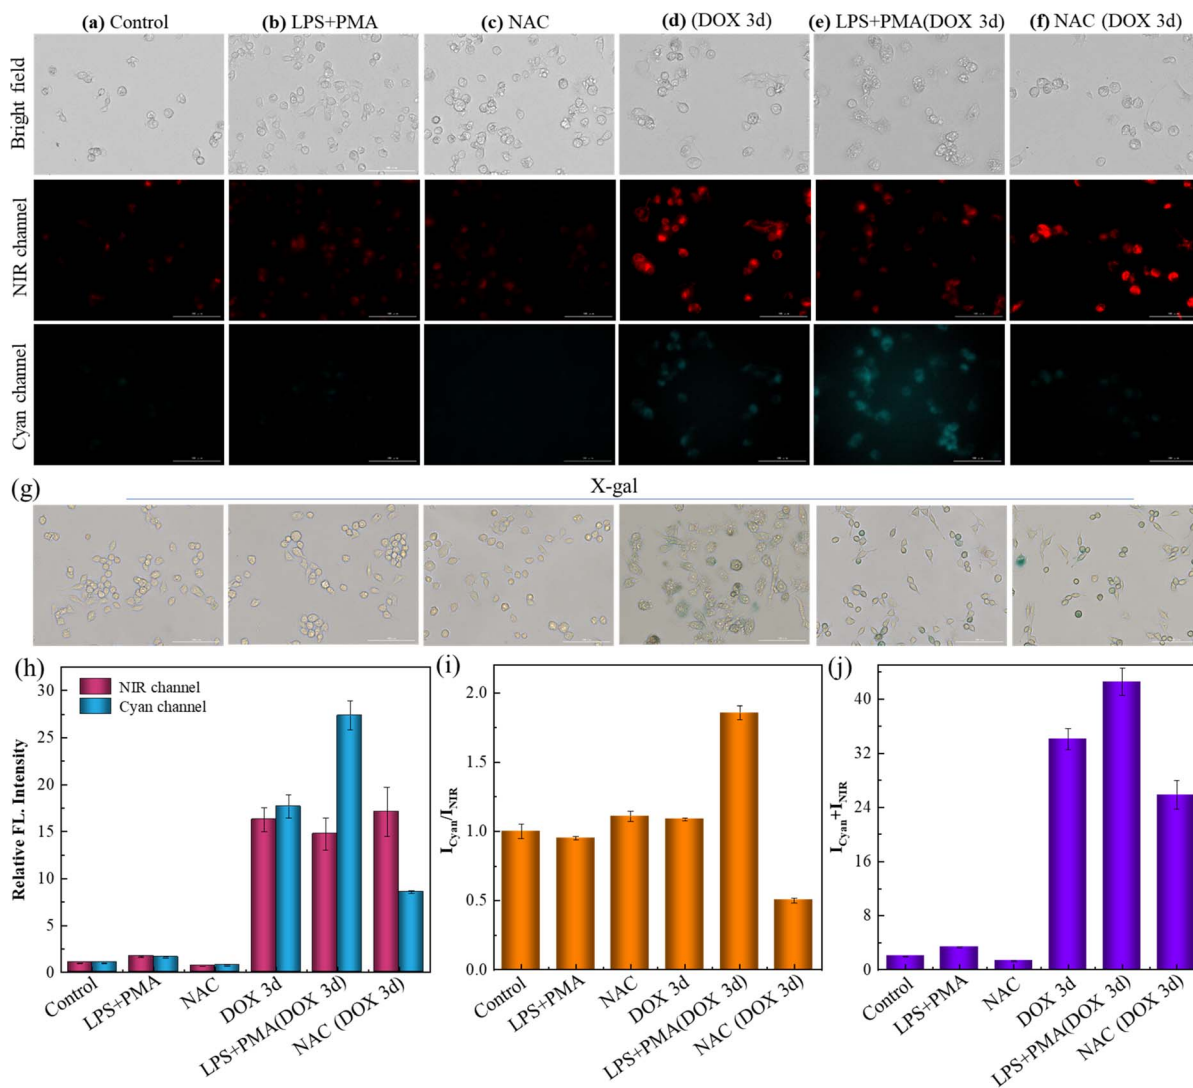 (a) Control
(b) LPS+PMA
(c) NAC
(d) (DOX 3d)
(e) LPS+PMA(DOX 3d)
(f) NAC (DOX 3d)
Bright field
NIR channel
Cyan channel
(g)
X-gal
(h)
NIR channel
Cyan channel
Relative FL. Intensity
30
25
20
15
10
5
0
Control
LPS+PMA
NAC
DOX 3d
LPS+PMA(DOX 3d)
NAC (DOX 3d)
(i)
I_Cyan/I_NIR
2.0
1.5
1.0
0.5
0.0
Control
LPS+PMA
NAC
DOX 3d
LPS+PMA(DOX 3d)
NAC (DOX 3d)
(j)
I_Cyan+I_NIR
40
32
24
16
8
0
Control
LPS+PMA
NAC
DOX 3d
LPS+PMA(DOX 3d)
NAC (DOX 3d)